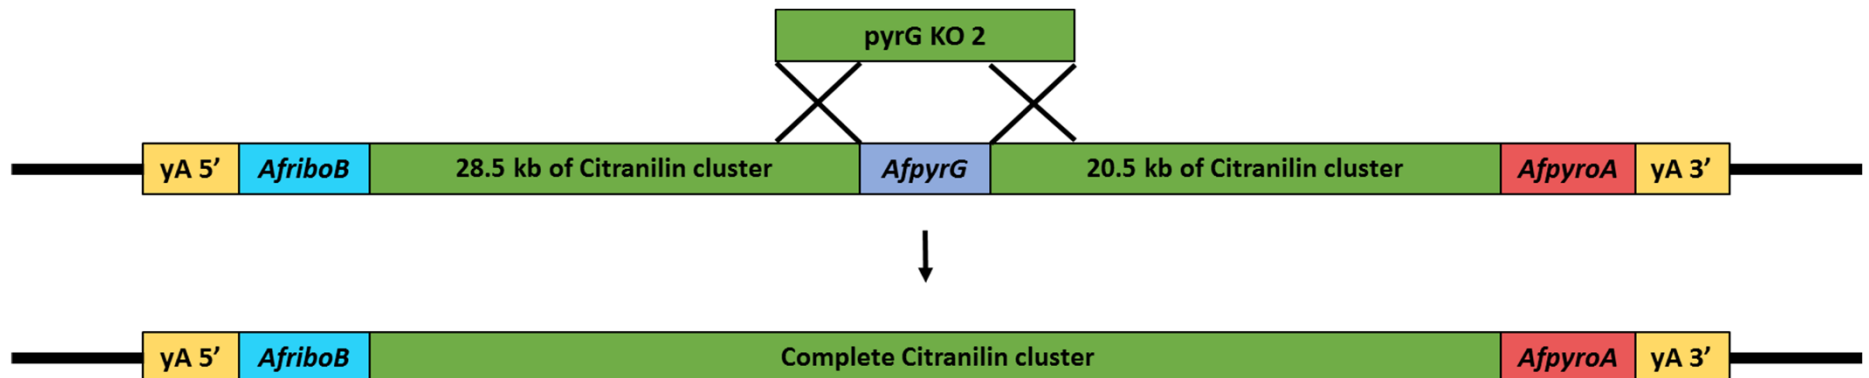 pyrG KO 2
yA 5’ AfriboB 28.5 kb of Citranilin cluster AfpyrG 20.5 kb of Citranilin cluster AfpyroA yA 3’
yA 5’ AfriboB Complete Citranilin cluster AfpyroA yA 3’